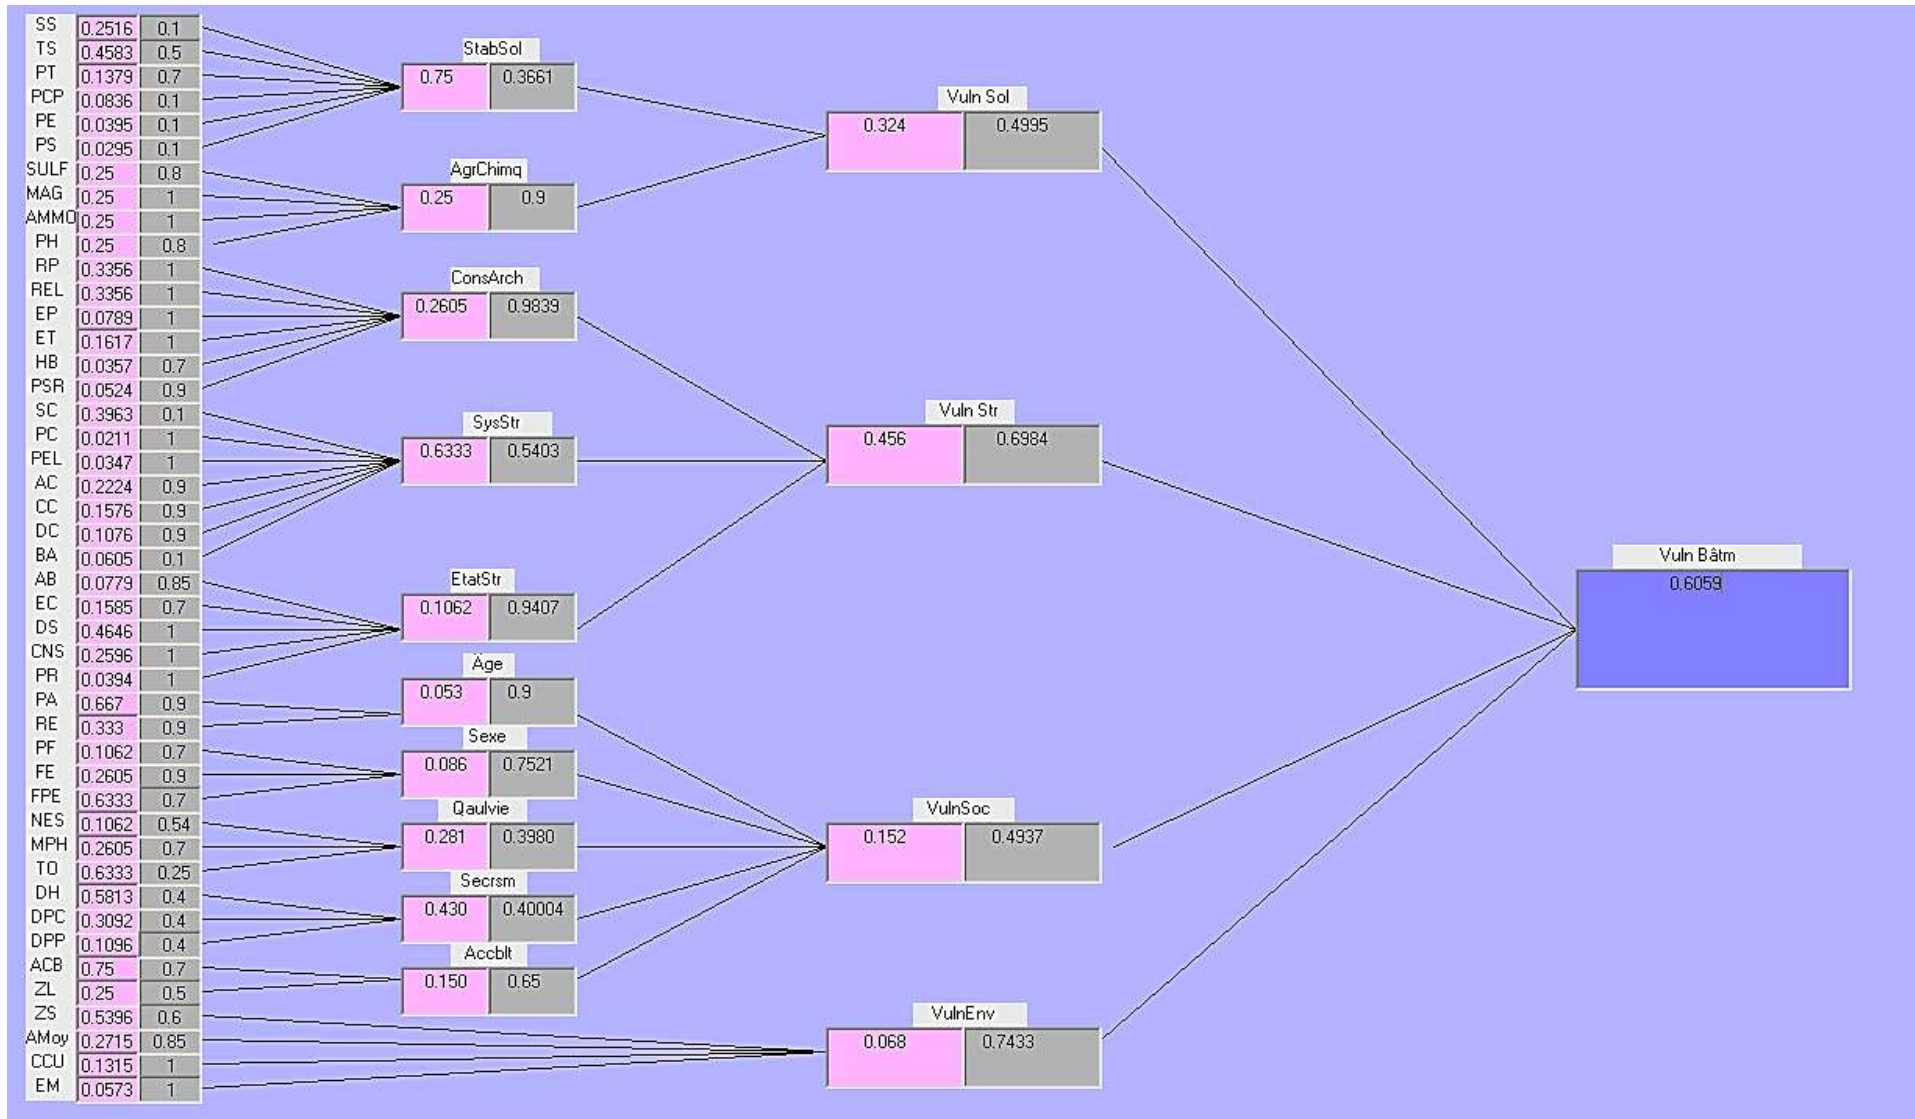 SS 0.2516 0.1
TS 0.4583 0.5
PT 0.1379 0.7
PCP 0.0836 0.1
PE 0.0395 0.1
PS 0.0295 0.1
SULF 0.25 0.8
MAG 0.25 1
AMMO 0.25 1
PH 0.25 0.8
RP 0.3356 1
REL 0.3356 1
EP 0.0789 1
ET 0.1617 1
HB 0.0357 0.7
PSR 0.0524 0.9
SC 0.3963 0.1
PC 0.0211 1
PEL 0.0347 1
AC 0.2224 0.9
CC 0.1576 0.9
DC 0.1076 0.9
BA 0.0605 0.1
AB 0.0779 0.85
EC 0.1585 0.7
DS 0.4646 1
CNS 0.2596 1
PR 0.0394 1
PA 0.667 0.9
RE 0.333 0.9
PF 0.1062 0.7
FE 0.2605 0.9
FPE 0.6333 0.7
NES 0.1062 0.54
MPH 0.2605 0.7
TO 0.6333 0.25
DH 0.5813 0.4
DPC 0.3092 0.4
DPP 0.1096 0.4
ACB 0.75 0.7
ZL 0.25 0.5
ZS 0.5396 0.6
AMoy 0.2715 0.85
CCU 0.1315 1
EM 0.0573 1
StabSol
0.75 0.3661
AgrChimq
0.25 0.9
ConsArch
0.2605 0.9839
SysStr
0.6333 0.5403
EtatStr
0.1062 0.9407
Äge
0.053 0.9
Sexe
0.086 0.7521
Qaulvie
0.281 0.3980
Secrsm
0.430 0.40004
Accblt
0.150 0.65
Vuln Sol
0.324 0.4995
Vuln Str
0.456 0.6984
VulnSoc
0.152 0.4937
VulnEnv
0.068 0.7433
Vuln Bâtm
0.6059